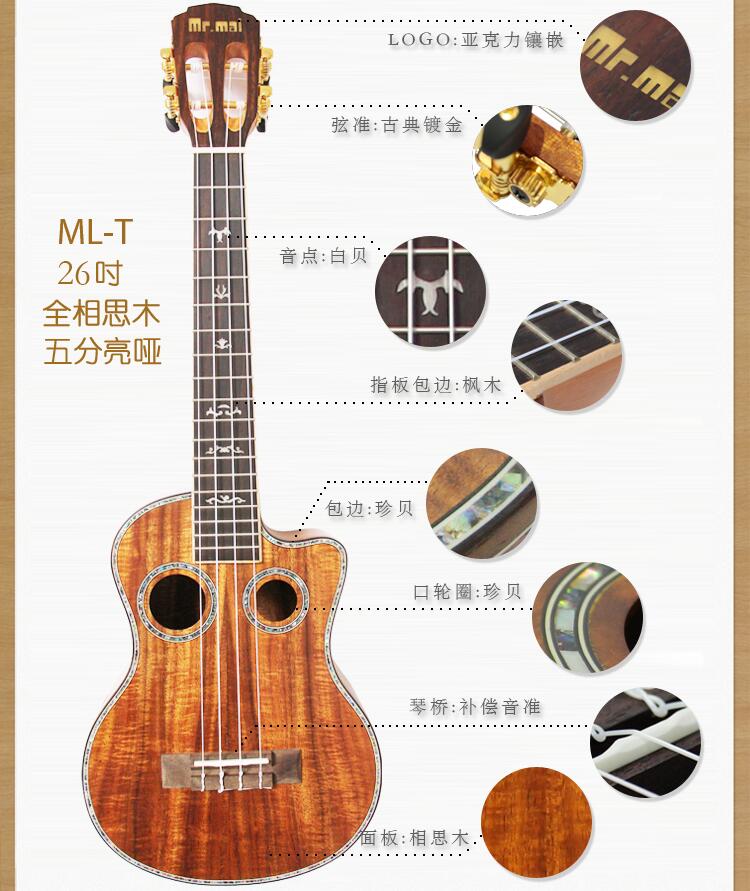 Mr.mai
LOGO:亚克力镶嵌
Mr.mai
弦准:古典镀金
ML-T
26吋
全相思木
五分亮哑
音点:白贝
指板包边:枫木
包边:珍贝
口轮圈:珍贝
琴桥:补偿音准
面板:相思木